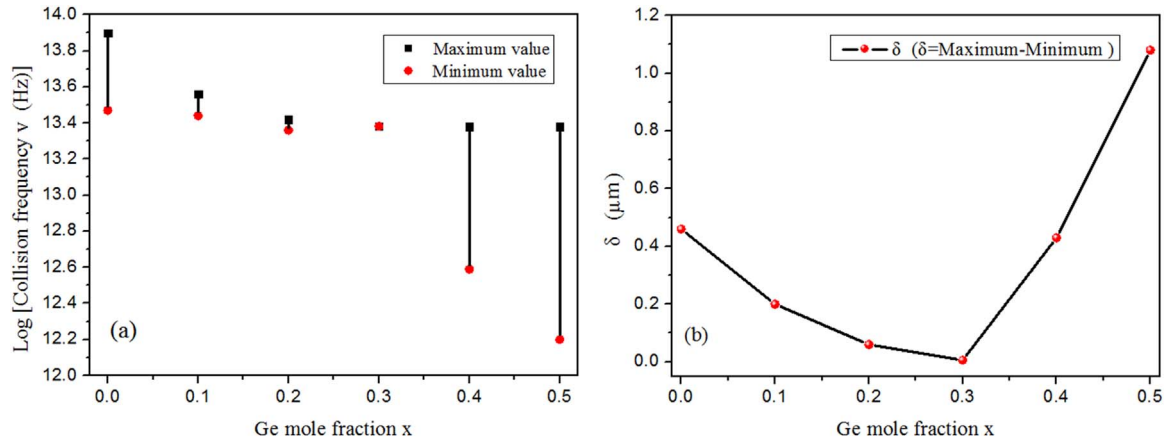 14.0
13.8
13.6
13.4
13.2
13.0
12.8
12.6
12.4
12.2
12.0
Log [Collision frequency v (Hz)]
Maximum value
Minimum value
(a)
0.0 0.1 0.2 0.3 0.4 0.5
Ge mole fraction x
1.2
1.0
0.8
0.6
0.4
0.2
0.0
δ (μm)
δ (δ=Maximum-Minimum )
(b)
0.0 0.1 0.2 0.3 0.4 0.5
Ge mole fraction x